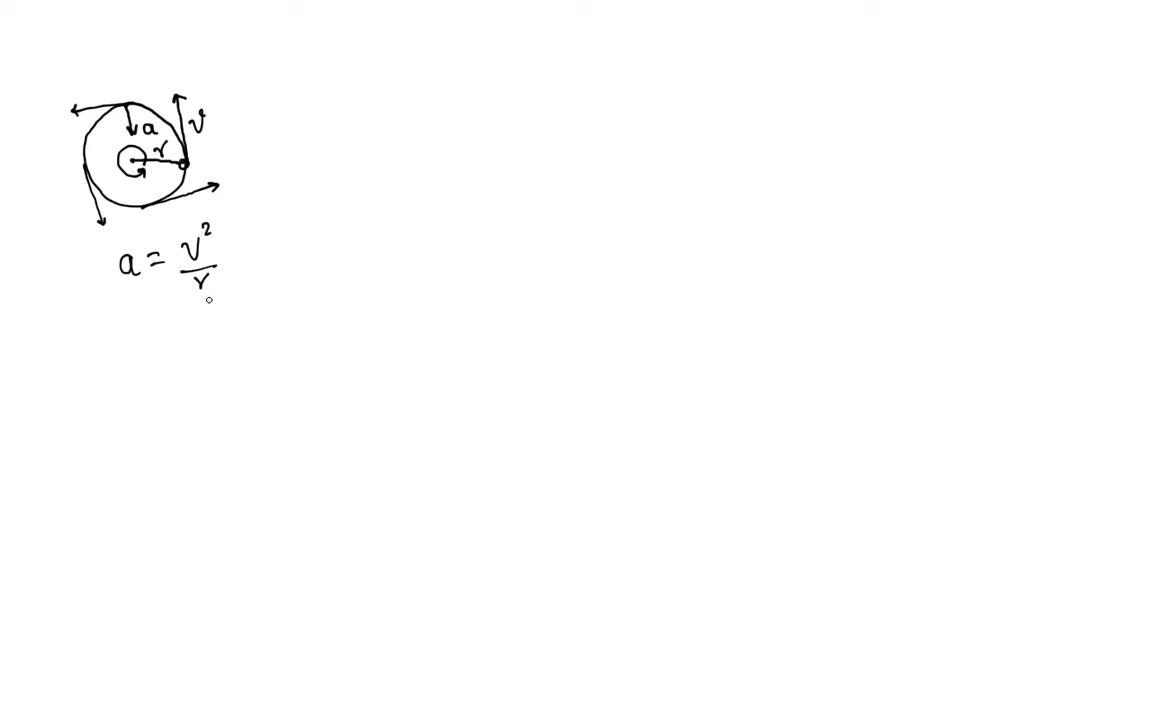 v
a
r
a = v²/r